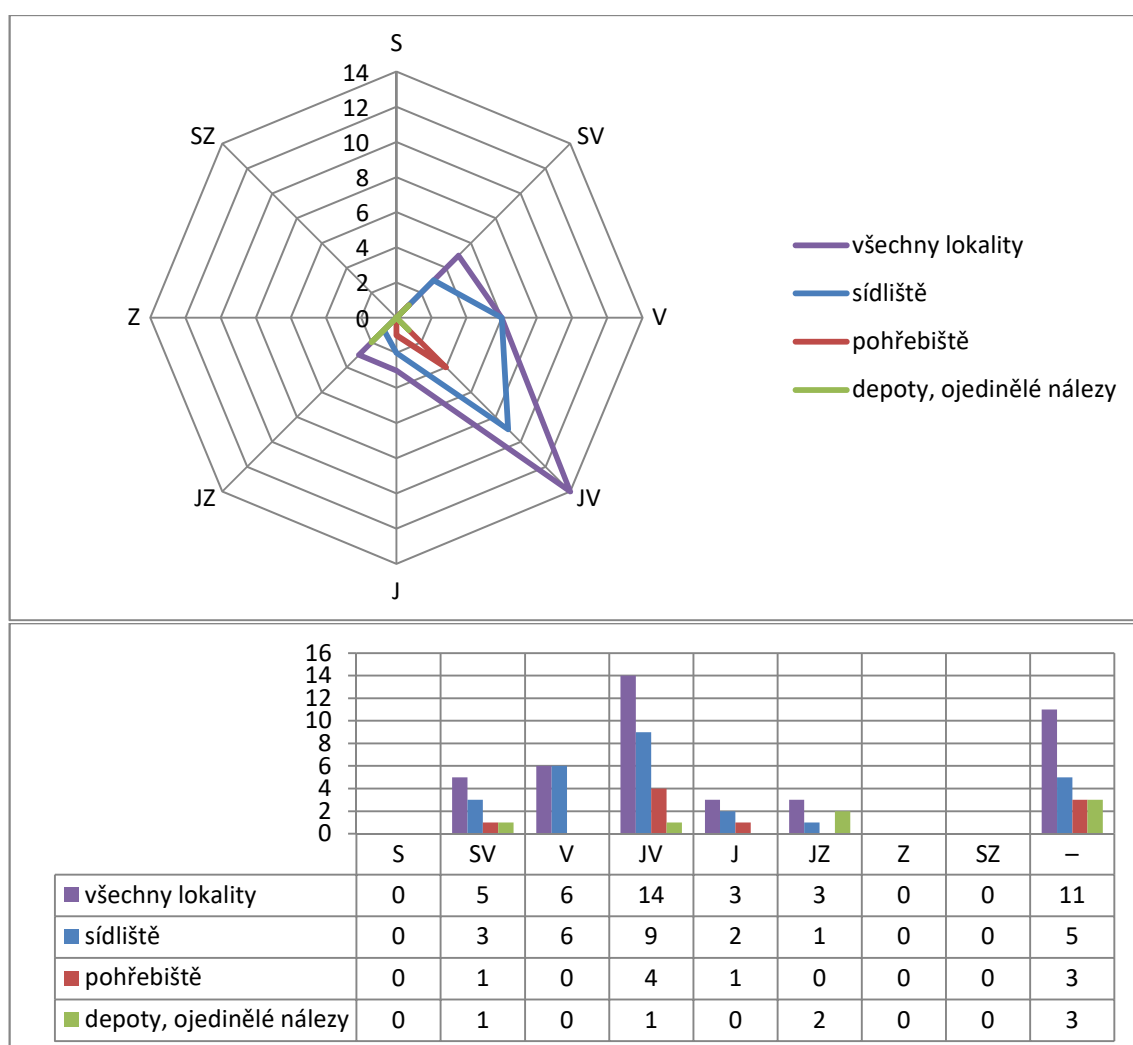 S
14
12
10
8
6
4
2
0
SZ
SV
Z
V
JZ
JV
J
všechny lokality
sídliště
pohřebiště
depoty, ojedinělé nálezy
16
14
12
10
8
6
4
2
0
S SV V JV J JZ Z SZ –
všechny lokality 0 5 6 14 3 3 0 0 11
sídliště 0 3 6 9 2 1 0 0 5
pohřebiště 0 1 0 4 1 0 0 0 3
depoty, ojedinělé nálezy 0 1 0 1 0 2 0 0 3